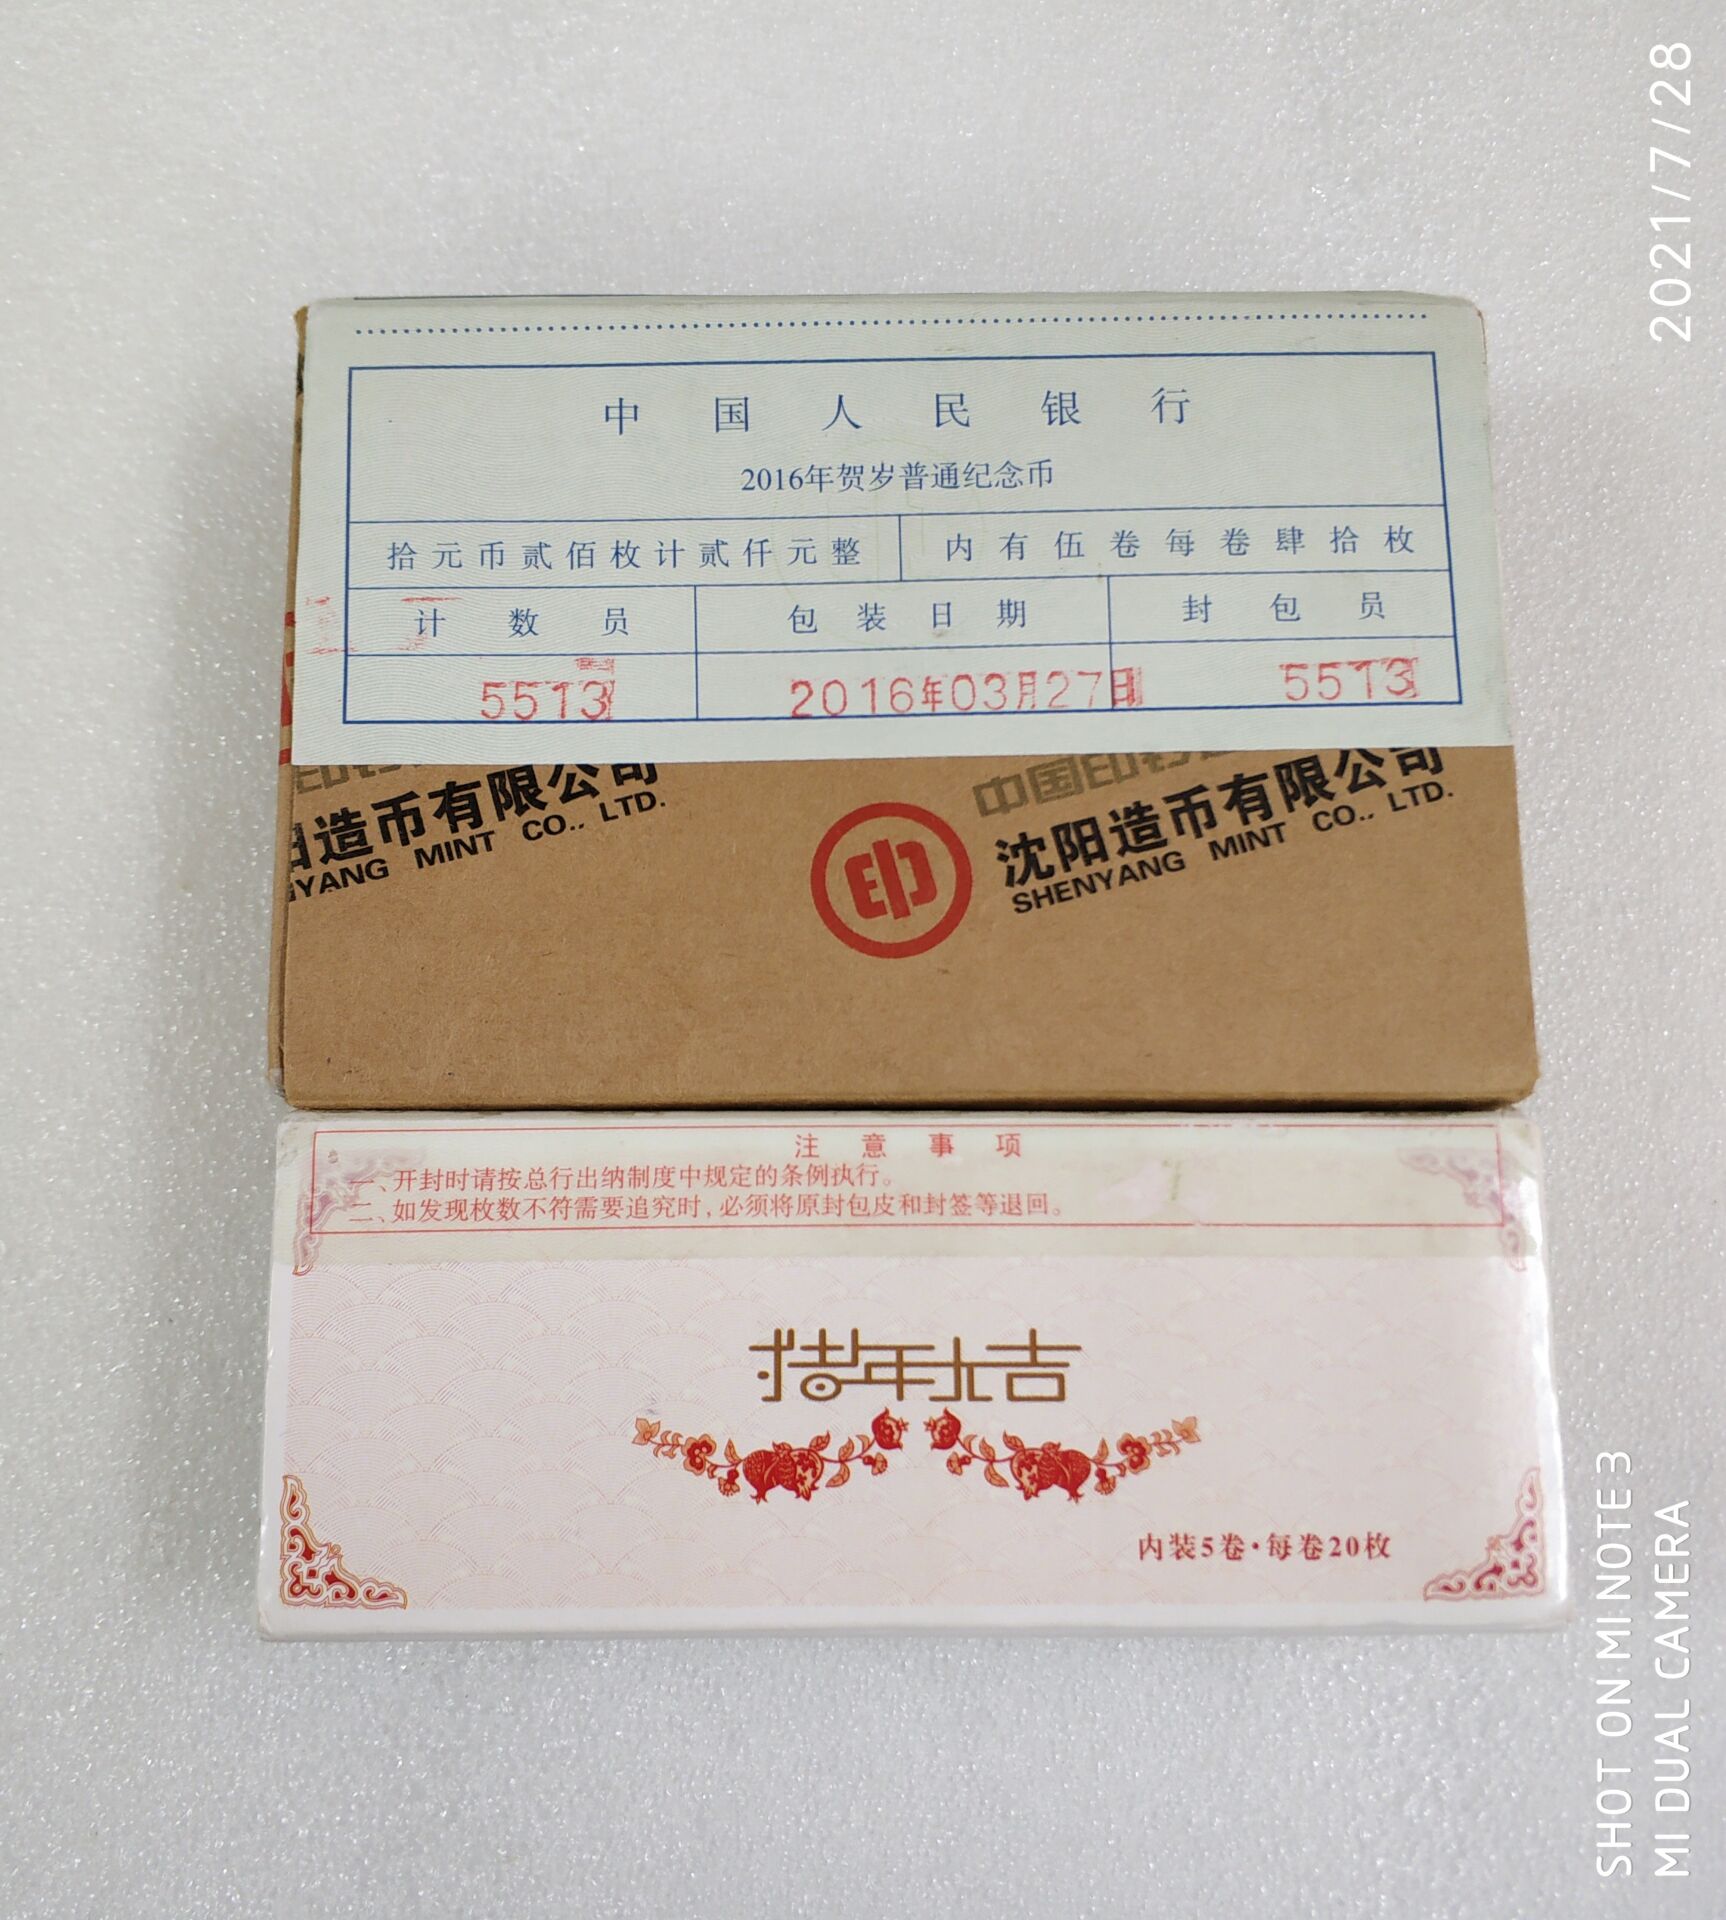 2021/7/28
中国人民银行
2016年贺岁普通纪念币
拾元币贰佰枚计贰仟元整
内有伍卷每卷肆拾枚
计数员
包装日期
封包员
5513
2016年03月27日
5513
造币有限公司
YANG MINT CO., LTD.
中国印钞
沈阳造币有限公司
SHENYANG MINT CO., LTD.
注意事项
一、开封时请按总行出纳制度中规定的条例执行。
二、如发现枚数不符需要追究时,必须将原封包皮和封签等退回。
猪年大吉
内装5卷·每卷20枚
SHOT ON MI NOTE 3
MI DUAL CAMERA